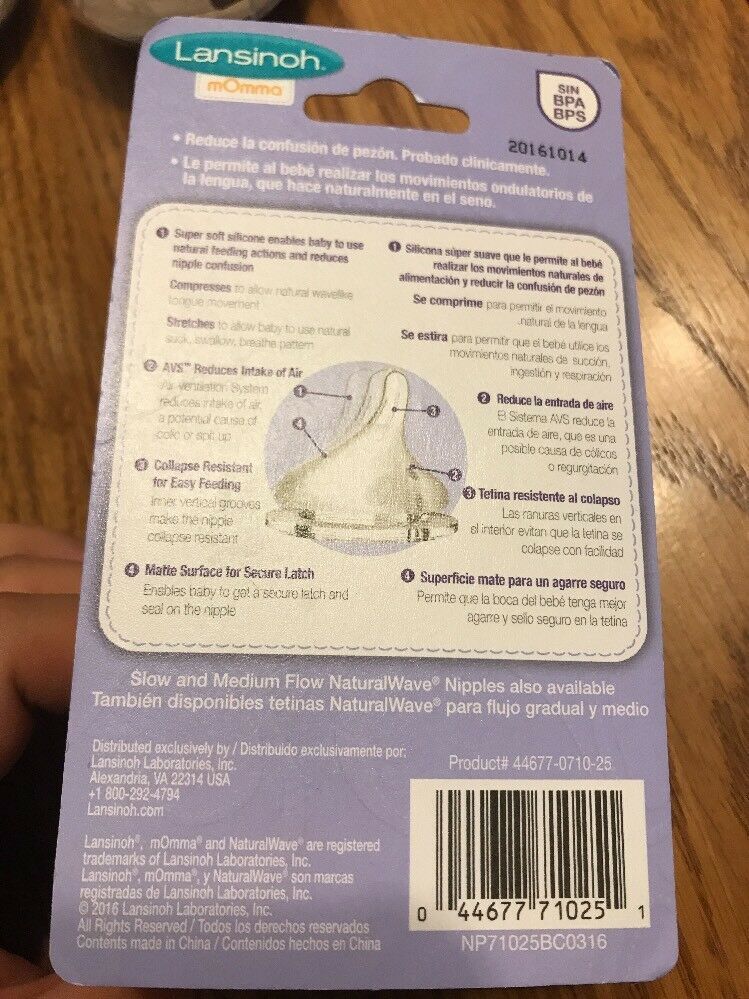 Lansinoh®
mOmma
SIN
BPA
BPS
20161014
• Reduce la confusión de pezón. Probado clínicamente.
• Le permite al bebé realizar los movimientos ondulatorios de
la lengua, que hace naturalmente en el seno.
1 Super soft silicone enables baby to use
natural feeding actions and reduces
nipple confusion
Compresses to allow natural wavelike
tongue movement
Stretches to allow baby to use natural
suck, swallow, breathe pattern
2 AVS™ Reduces Intake of Air
Air Ventilation System
reduces intake of air,
a potential cause of
colic or spit up
3 Collapse Resistant
for Easy Feeding
Inner vertical grooves
make the nipple
collapse resistant
4 Matte Surface for Secure Latch
Enables baby to get a secure latch and
seal on the nipple
1 Silicona súper suave que le permite al bebé
realizar los movimientos naturales de
alimentación y reducir la confusión de pezón
Se comprime para permitir el movimiento
natural de la lengua
Se estira para permitir que el bebé utilice los
movimientos naturales de succión,
ingestión y respiración
2 Reduce la entrada de aire
El Sistema AVS reduce la
entrada de aire, que es una
posible causa de cólicos
o regurgitación
3 Tetina resistente al colapso
Las ranuras verticales en
el interior evitan que la tetina se
colapse con facilidad
4 Superficie mate para un agarre seguro
Permite que la boca del bebé tenga mejor
agarre y sello seguro en la tetina
1
3
4
2
Slow and Medium Flow NaturalWave® Nipples also available
También disponibles tetinas NaturalWave® para flujo gradual y medio
Distributed exclusively by / Distribuido exclusivamente por:
Lansinoh Laboratories, Inc.
Alexandria, VA 22314 USA
+1 800-292-4794
Lansinoh.com
Lansinoh®, mOmma® and NaturalWave® are registered
trademarks of Lansinoh Laboratories, Inc.
Lansinoh®, mOmma®, y NaturalWave® son marcas
registradas de Lansinoh Laboratories, Inc.
© 2016 Lansinoh Laboratories, Inc.
All Rights Reserved / Todos los derechos reservados
Contents made in China / Contenidos hechos en China
Product# 44677-0710-25
0 44677 71025 1
NP71025BC0316